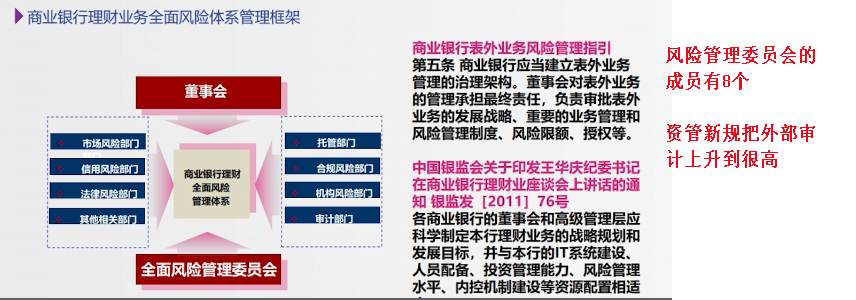 商业银行理财业务全面风险体系管理框架
董事会
市场风险部门
信用风险部门
法律风险部门
其他相关部门
商业银行理财
全面风险
管理体系
托管部门
合规风险部门
机构风险部门
审计部门
全面风险管理委员会
商业银行表外业务风险管理指引
第五条 商业银行应当建立表外业务
管理的治理架构。董事会对表外业务
的管理承担最终责任，负责审批表外
业务的发展战略、重要的业务管理和
风险管理制度、风险限额、授权等。
中国银监会关于印发王华庆纪委书记
在商业银行理财业座谈会上讲话的通
知 银监发［2011］76号
各商业银行的董事会和高级管理层应
科学制定本行理财业务的战略规划和
发展目标，并与本行的IT系统建设、
人员配备、投资管理能力、风险管理
水平、内控机制建设等资源配置相适
风险管理委员会的
成员有8个
资管新规把外部审
计上升到很高